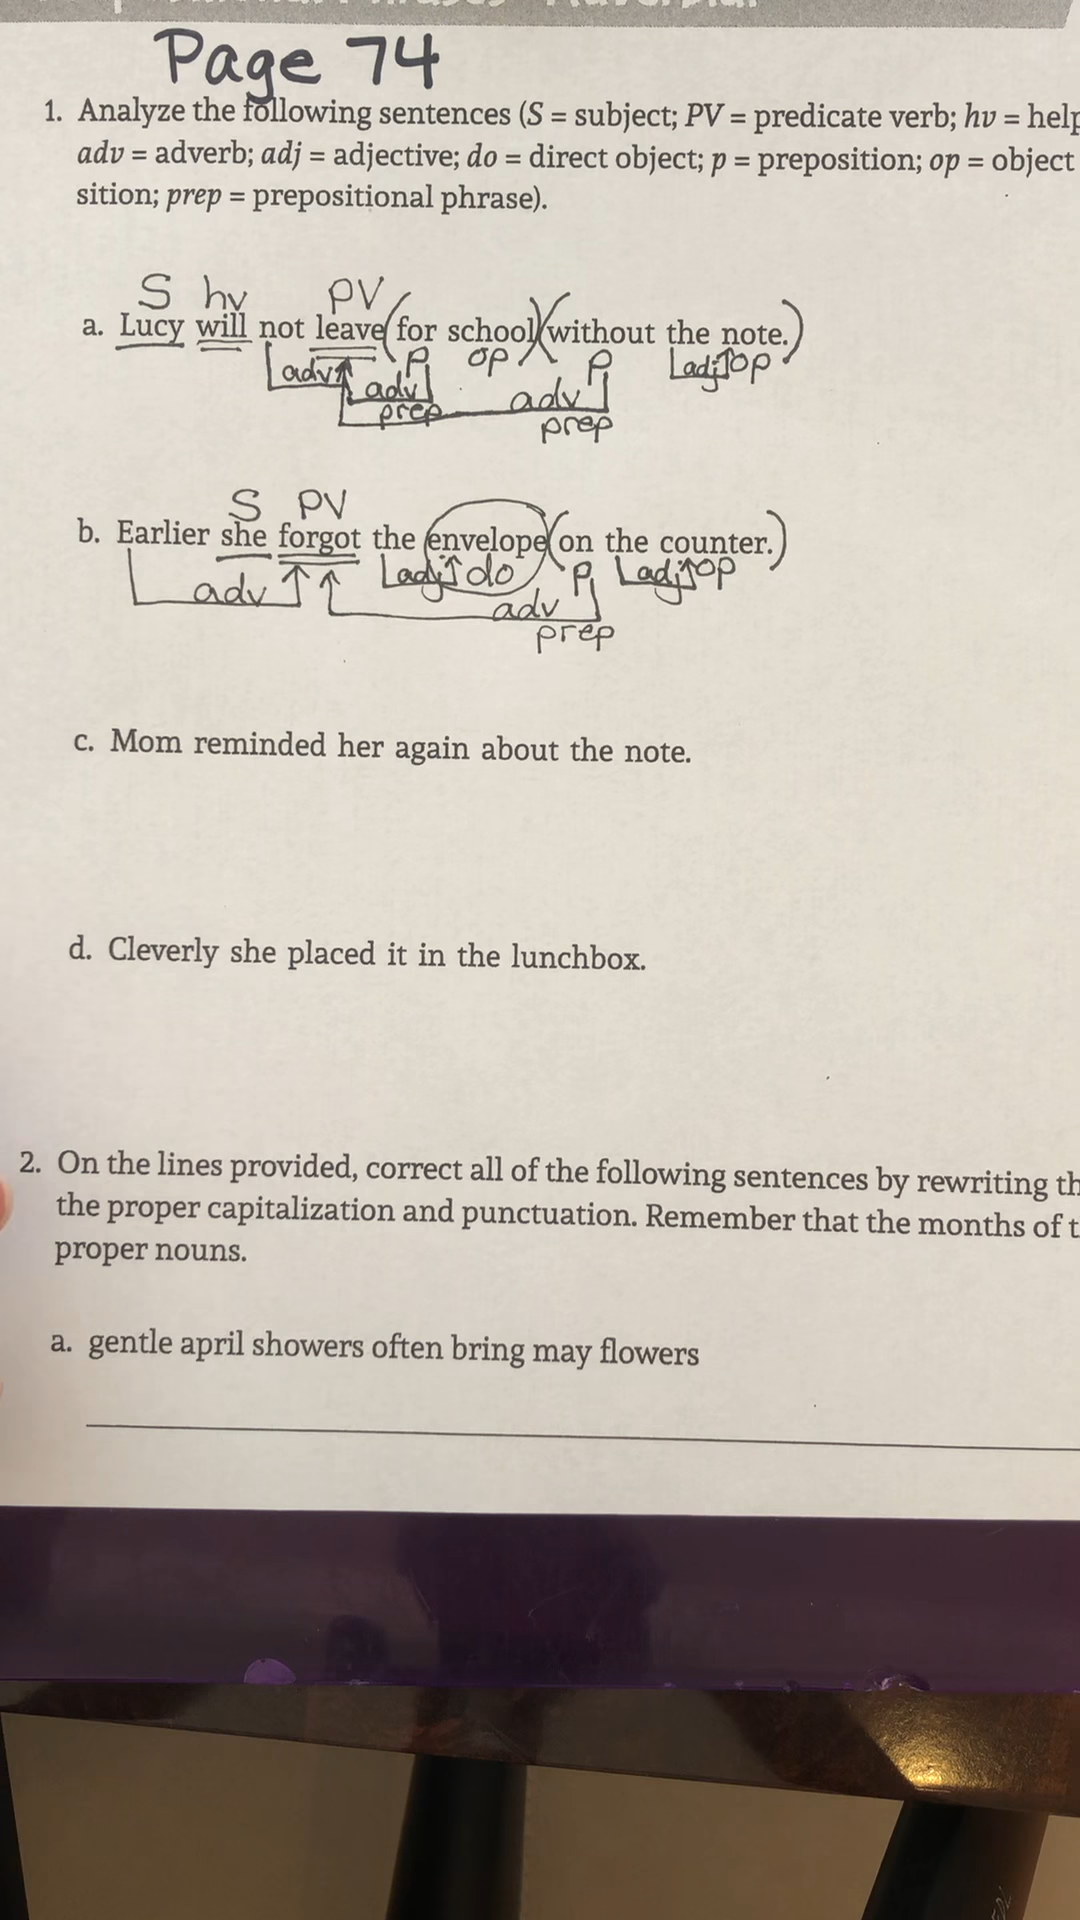 Page 74
1. Analyze the following sentences (S = subject; PV = predicate verb; hv = help
adv = adverb; adj = adjective; do = direct object; p = preposition; op = object
sition; prep = prepositional phrase).
S hv PV
a. Lucy will not leave (for school) (without the note.)
adv p op p adj op
adv adv
prep prep
S PV
b. Earlier she forgot the envelope (on the counter.)
adv adj do p adj op
adv
prep
c. Mom reminded her again about the note.
d. Cleverly she placed it in the lunchbox.
2. On the lines provided, correct all of the following sentences by rewriting th
the proper capitalization and punctuation. Remember that the months of t
proper nouns.
a. gentle april showers often bring may flowers